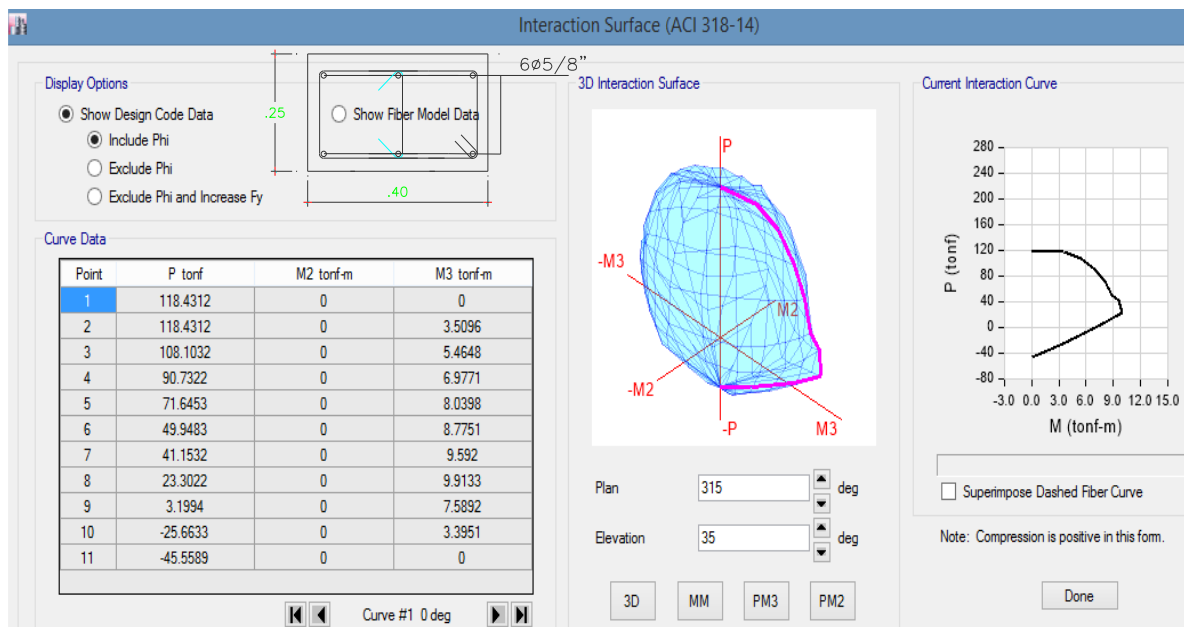 Interaction Surface (ACI 318-14)
Display Options
Show Design Code Data
Include Phi
Exclude Phi
Exclude Phi and Increase Fy
Show Fiber Model Data
6ø5/8"
.25
.40
Curve Data
Point P tonf M2 tonf-m M3 tonf-m
1 118.4312 0 0
2 118.4312 0 3.5096
3 108.1032 0 5.4648
4 90.7322 0 6.9771
5 71.6453 0 8.0398
6 49.9483 0 8.7751
7 41.1532 0 9.592
8 23.3022 0 9.9133
9 3.1994 0 7.5892
10 -25.6633 0 3.3951
11 -45.5589 0 0
Curve #1 0 deg
3D Interaction Surface
P
-M3
M2
-M2
-P
M3
Plan 315 deg
Elevation 35 deg
3D MM PM3 PM2
Current Interaction Curve
280
240
200
160
120
80
40
0
-40
-80
P (tonf)
-3.0 0.0 3.0 6.0 9.0 12.0 15.0
M (tonf-m)
Superimpose Dashed Fiber Curve
Note: Compression is positive in this form.
Done